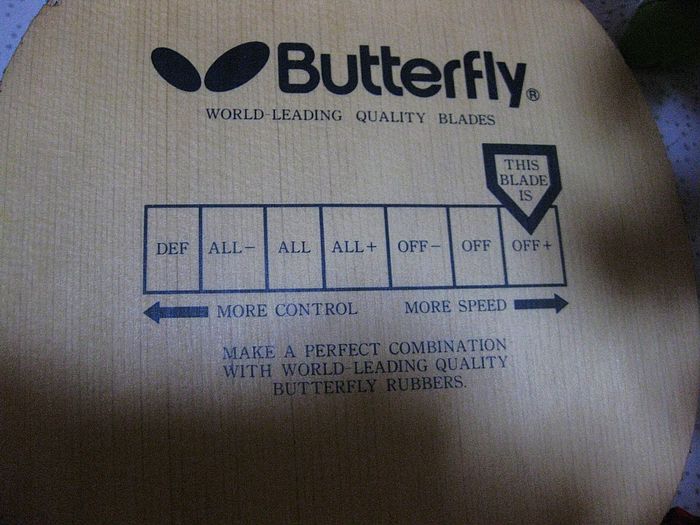 Butterfly®
WORLD-LEADING QUALITY BLADES
THIS
BLADE
IS
DEF ALL- ALL ALL+ OFF- OFF OFF+
MORE CONTROL MORE SPEED
MAKE A PERFECT COMBINATION
WITH WORLD-LEADING QUALITY
BUTTERFLY RUBBERS.